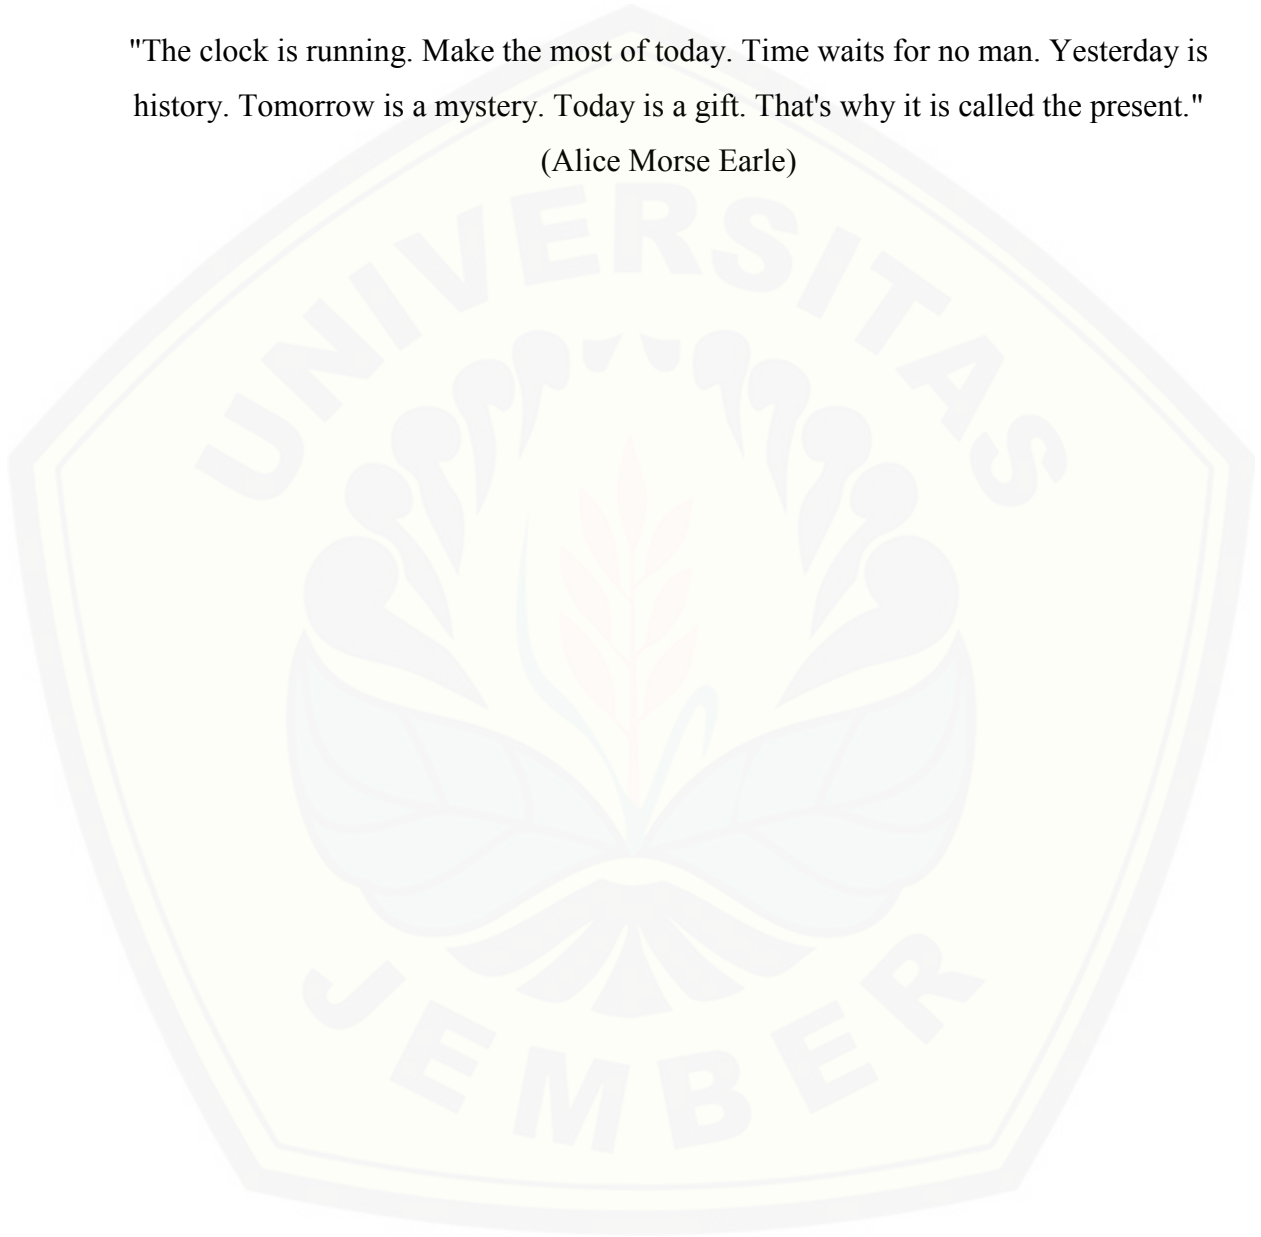 "The clock is running. Make the most of today. Time waits for no man. Yesterday is
history. Tomorrow is a mystery. Today is a gift. That's why it is called the present."
(Alice Morse Earle)
UNIVERSITAS
JEMBER